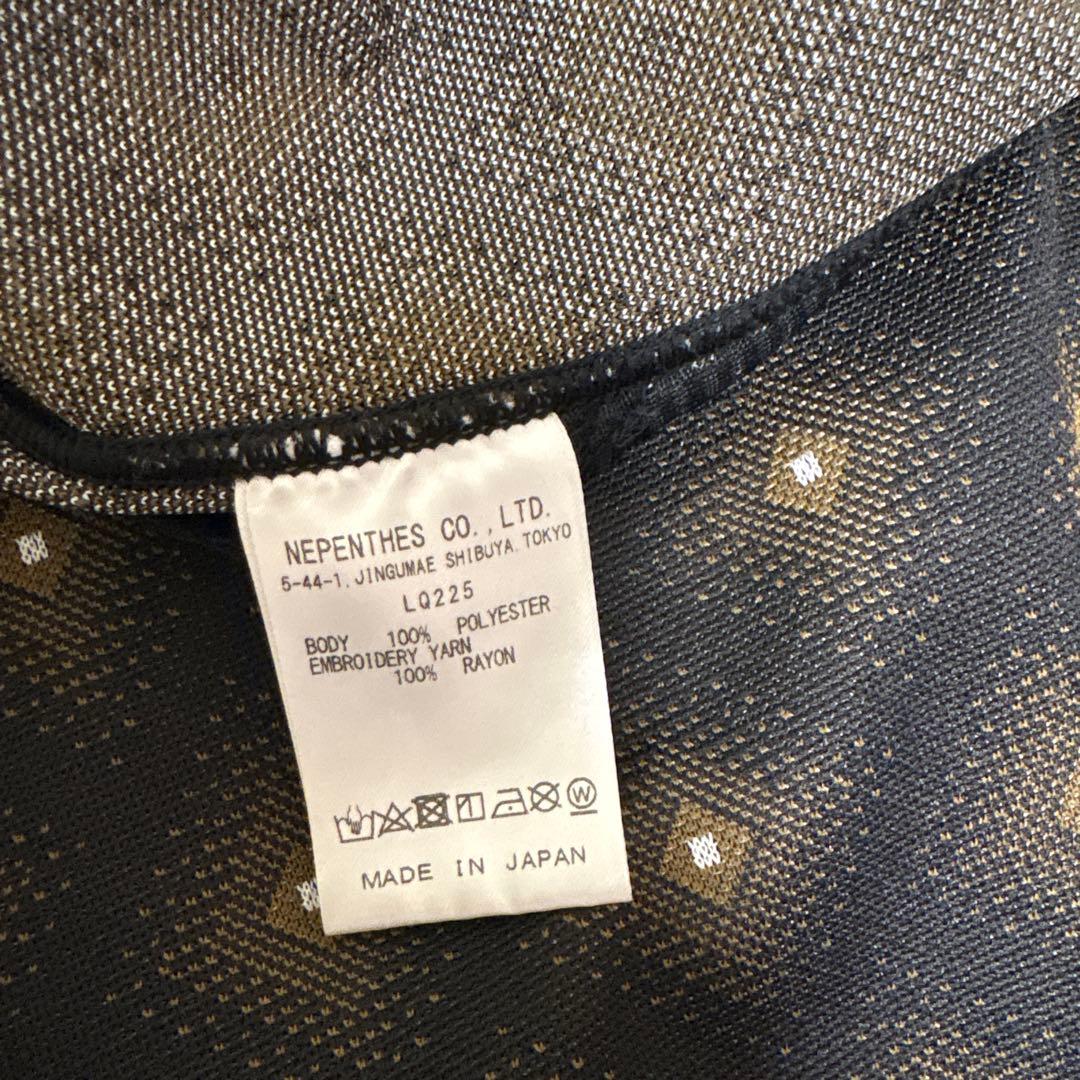 NEPENTHES CO., LTD.
5-44-1, JINGUMAE SHIBUYA. TOKYO
LQ225
BODY 100% POLYESTER
EMBROIDERY YARN
100% RAYON
W
MADE IN JAPAN